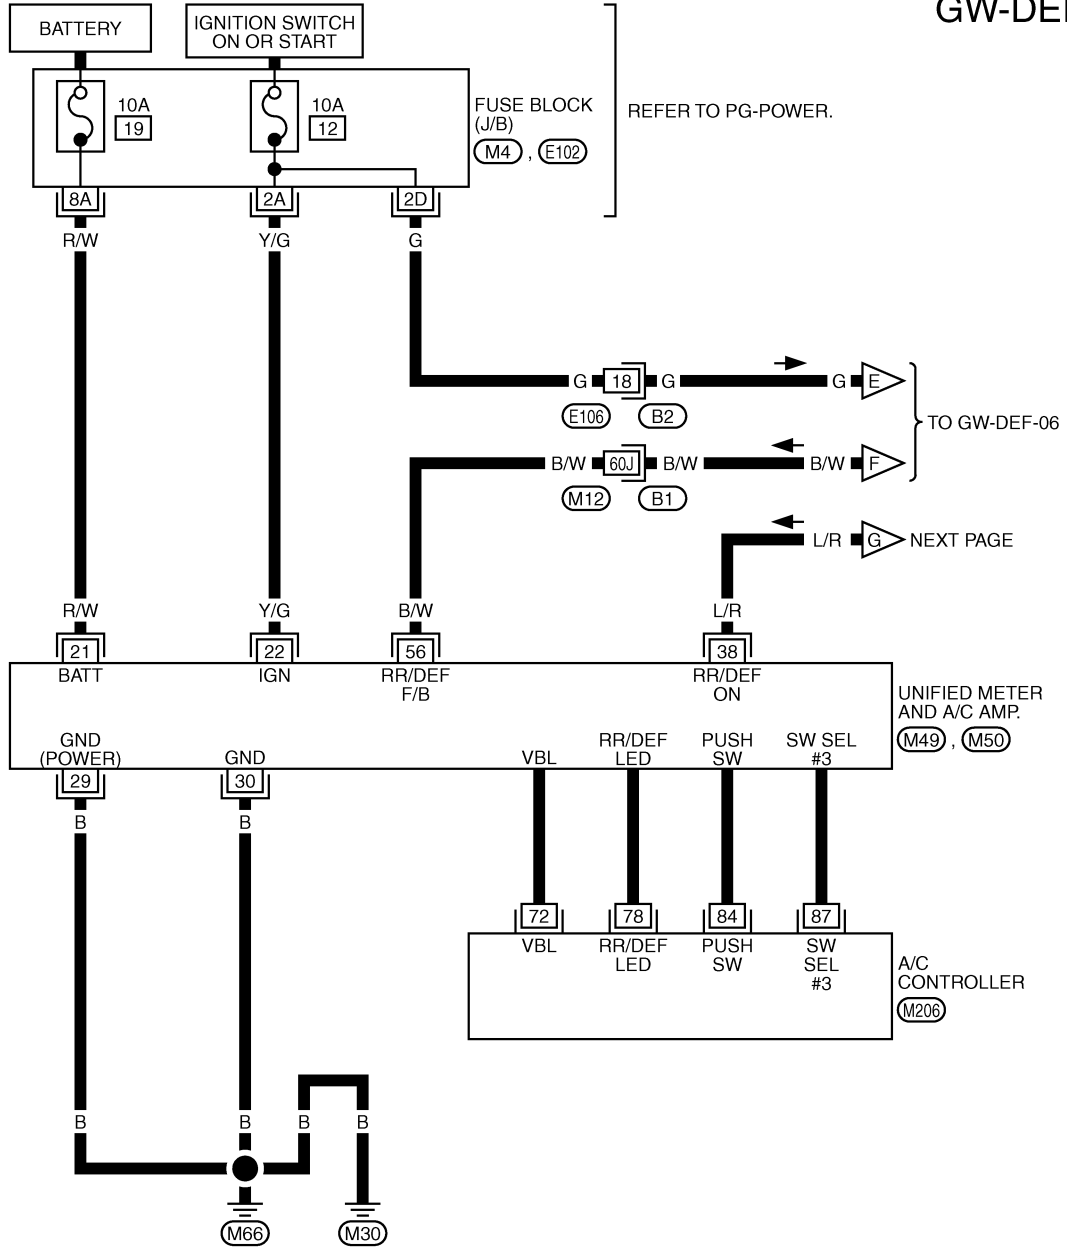 GW-DEF
BATTERY
IGNITION SWITCH
ON OR START
10A
19
10A
12
FUSE BLOCK
(J/B)
M4 , E102
REFER TO PG-POWER.
8A
2A
2D
R/W
Y/G
G
G
18
G
G
E
E106
B2
TO GW-DEF-06
B/W
60J
B/W
B/W
F
M12
B1
L/R
G
NEXT PAGE
R/W
Y/G
B/W
L/R
21
22
56
38
BATT
IGN
RR/DEF
F/B
RR/DEF
ON
UNIFIED METER
AND A/C AMP.
M49 , M50
GND
(POWER)
GND
VBL
RR/DEF
LED
PUSH
SW
SW SEL
#3
29
30
B
B
72
78
84
87
VBL
RR/DEF
LED
PUSH
SW
SW
SEL
#3
A/C
CONTROLLER
M206
B
B
B
B
M66
M30